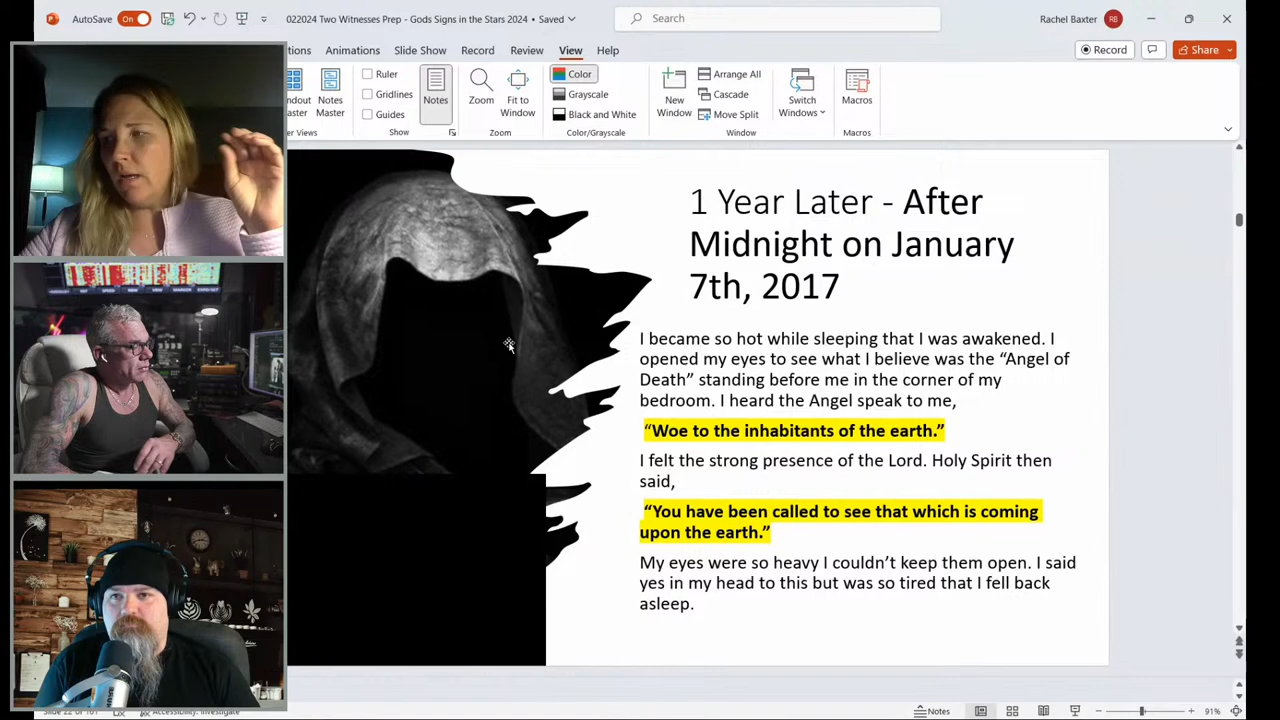 AutoSave On 022024 Two Witnesses Prep - Gods Signs in the Stars 2024 • Saved Search Rachel Baxter RB
Animations Slide Show Record Review View Help Record Share
Ruler
Gridlines
Guides
Show
Notes
Master
Notes
Zoom
Fit to
Window
Zoom
Color
Grayscale
Black and White
Color/Grayscale
New
Window
Arrange All
Cascade
Move Split
Window
Switch
Windows
Macros
Macros
1 Year Later - After
Midnight on January
7th, 2017
I became so hot while sleeping that I was awakened. I
opened my eyes to see what I believe was the “Angel of
Death” standing before me in the corner of my
bedroom. I heard the Angel speak to me,
“Woe to the inhabitants of the earth.”
I felt the strong presence of the Lord. Holy Spirit then
said,
“You have been called to see that which is coming
upon the earth.”
My eyes were so heavy I couldn’t keep them open. I said
yes in my head to this but was so tired that I fell back
asleep.
Notes 91%